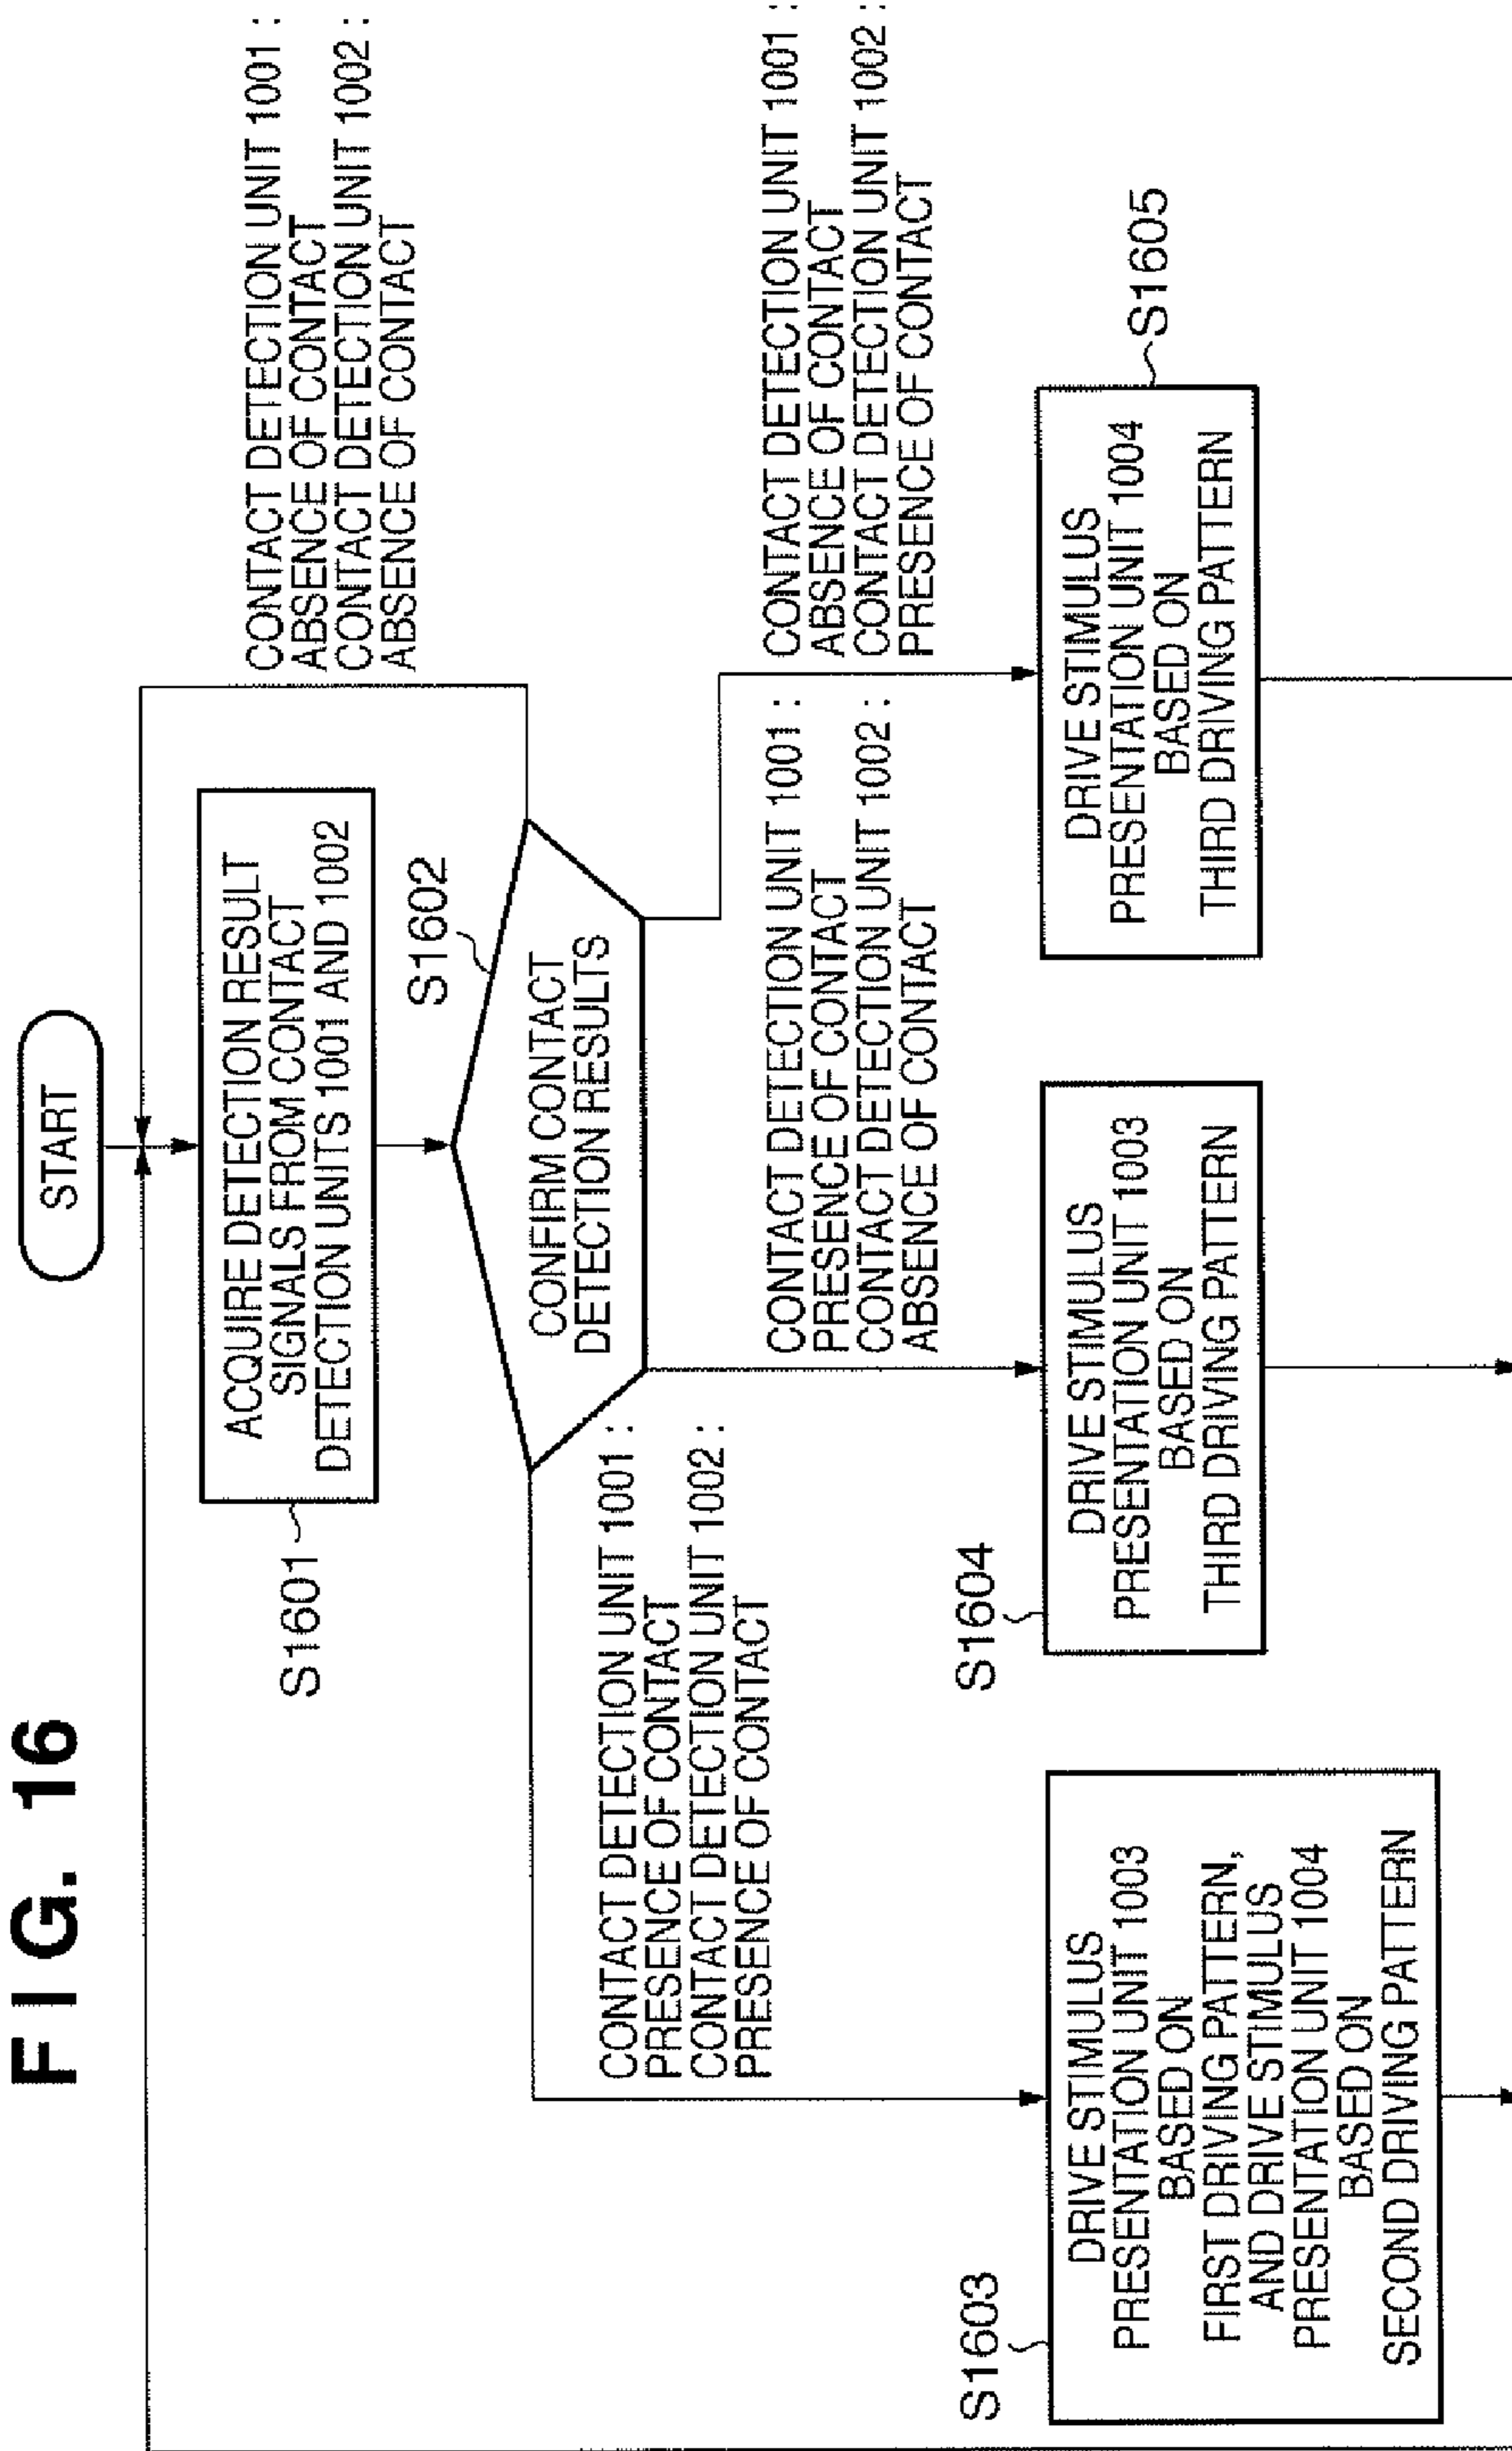 FIG. 16
START
ACQUIRE DETECTION RESULT
SIGNALS FROM CONTACT
DETECTION UNITS 1001 AND 1002
S1601
S1602
CONFIRM CONTACT
DETECTION RESULTS
CONTACT DETECTION UNIT 1001 :
ABSENCE OF CONTACT
CONTACT DETECTION UNIT 1002 :
ABSENCE OF CONTACT
CONTACT DETECTION UNIT 1001 :
PRESENCE OF CONTACT
CONTACT DETECTION UNIT 1002 :
PRESENCE OF CONTACT
CONTACT DETECTION UNIT 1001 :
PRESENCE OF CONTACT
CONTACT DETECTION UNIT 1002 :
ABSENCE OF CONTACT
CONTACT DETECTION UNIT 1001 :
ABSENCE OF CONTACT
CONTACT DETECTION UNIT 1002 :
PRESENCE OF CONTACT
S1603
DRIVE STIMULUS
PRESENTATION UNIT 1003
BASED ON
FIRST DRIVING PATTERN,
AND DRIVE STIMULUS
PRESENTATION UNIT 1004
BASED ON
SECOND DRIVING PATTERN
S1604
DRIVE STIMULUS
PRESENTATION UNIT 1003
BASED ON
THIRD DRIVING PATTERN
S1605
DRIVE STIMULUS
PRESENTATION UNIT 1004
BASED ON
THIRD DRIVING PATTERN